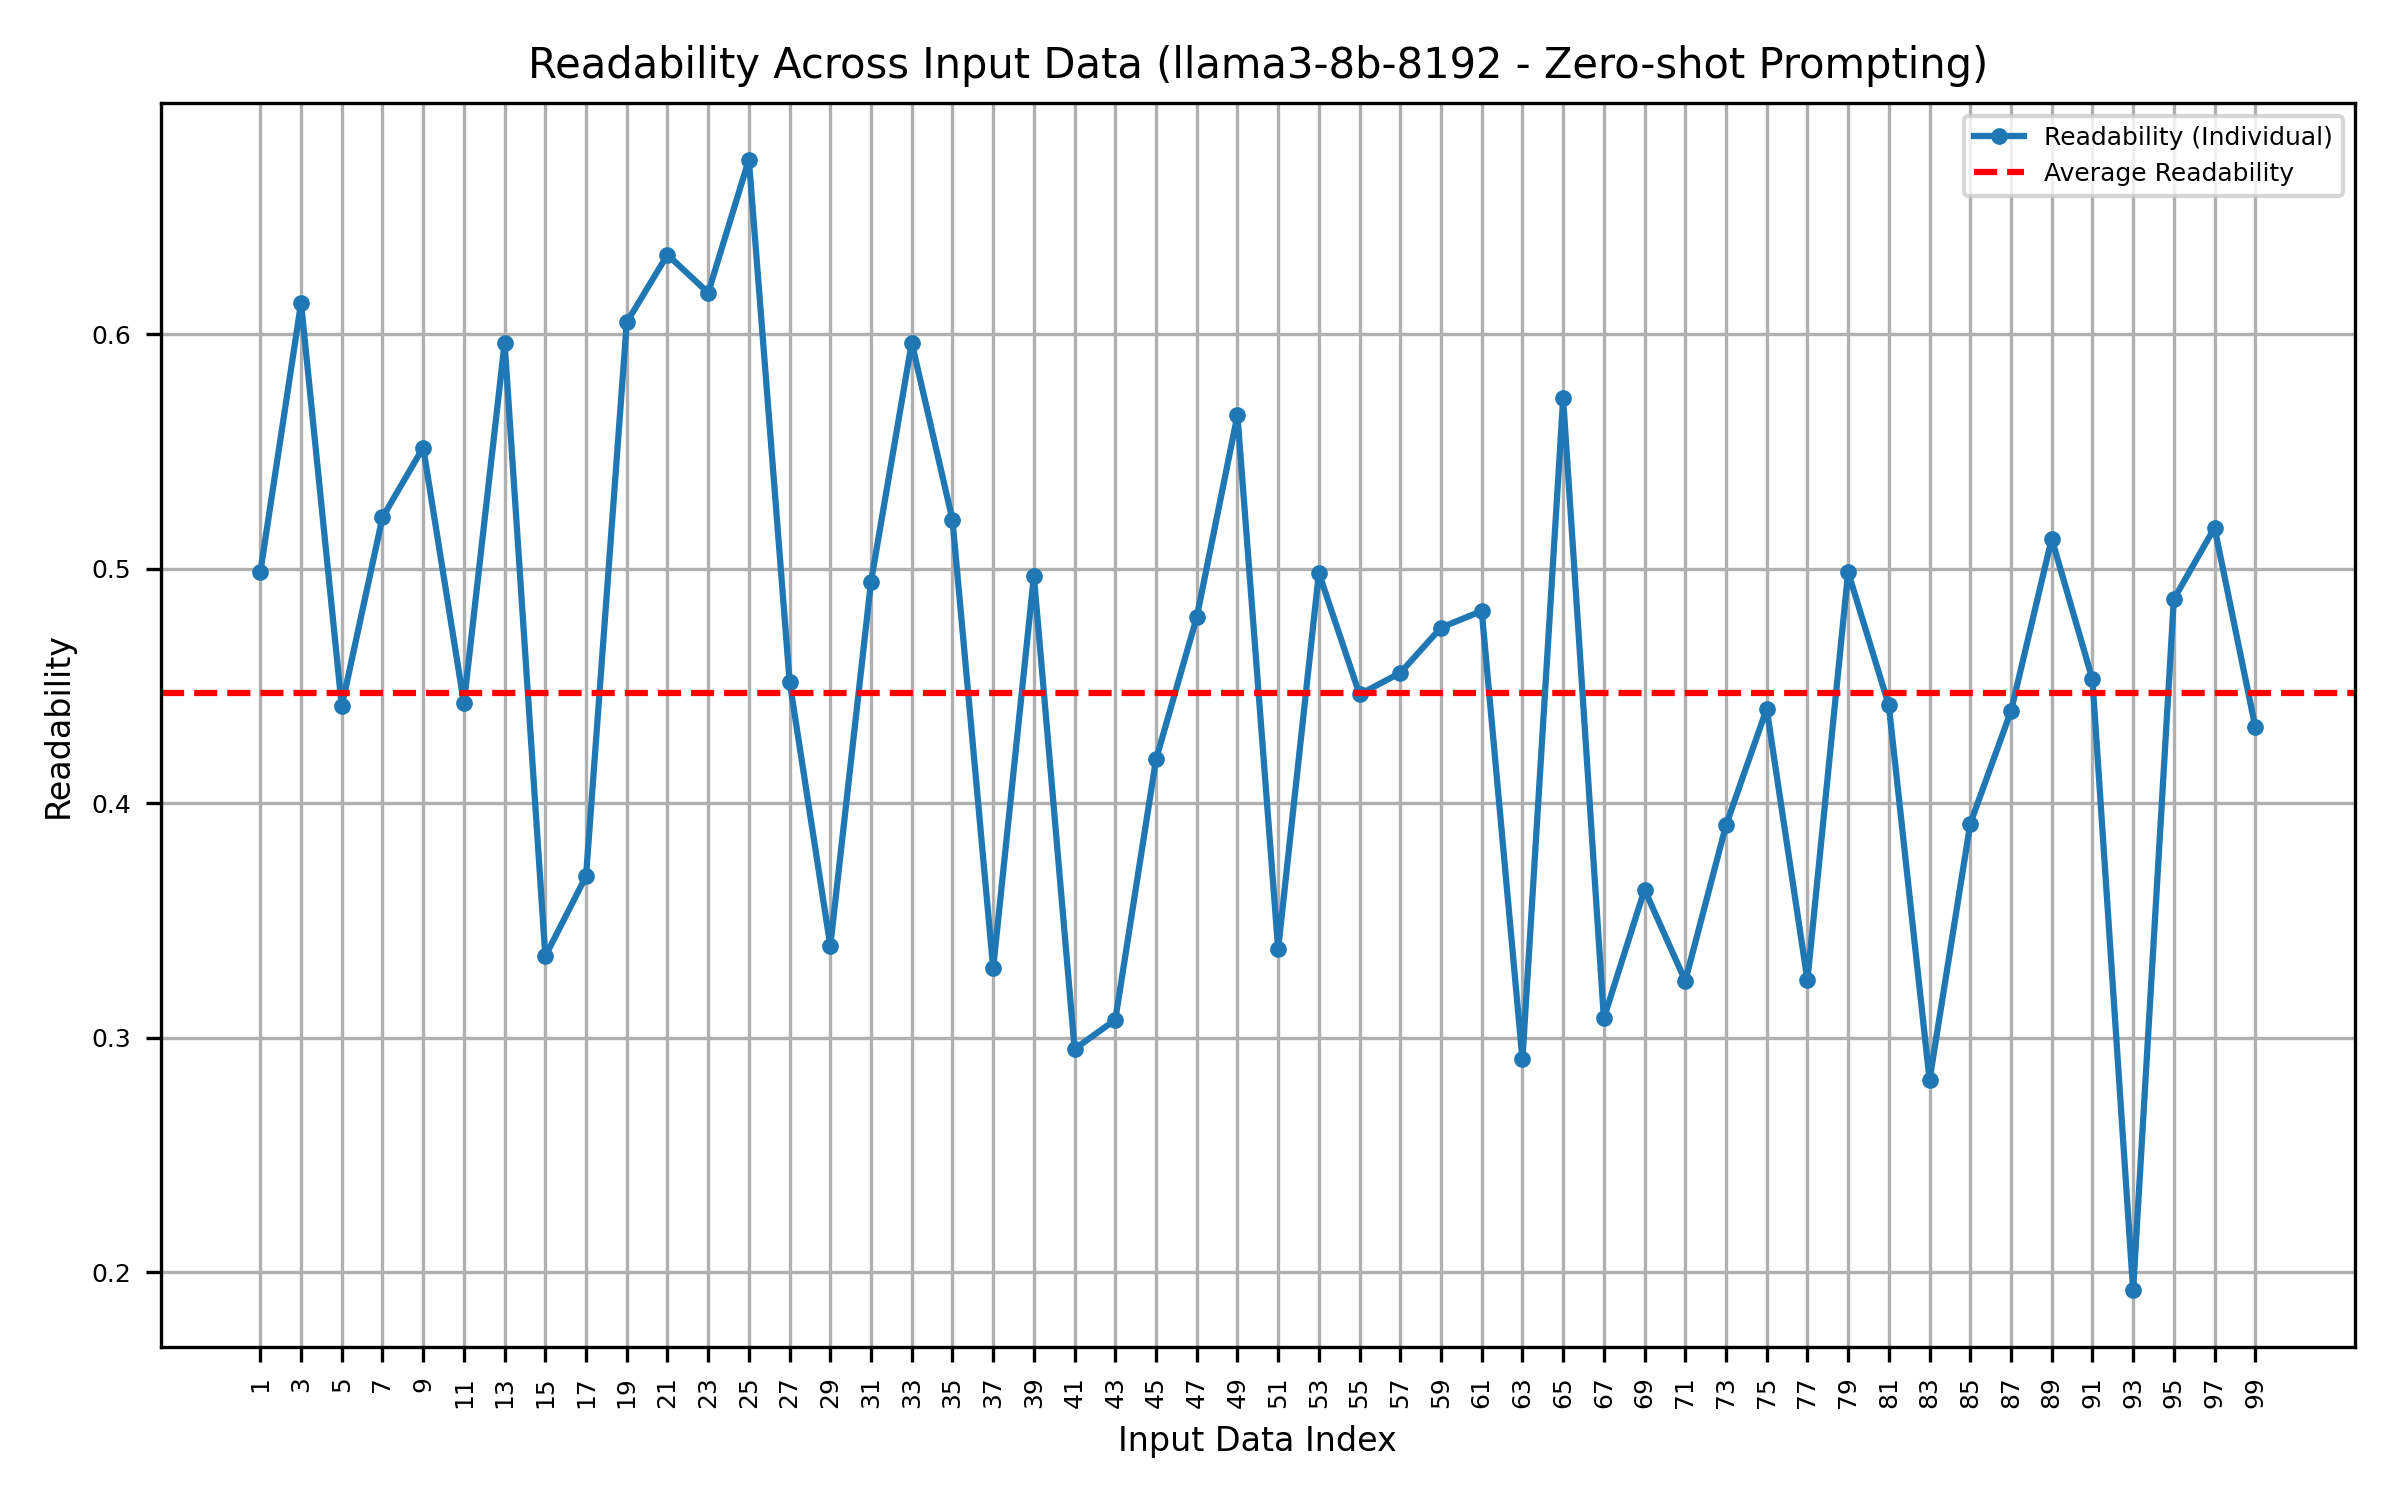 Readability Across Input Data (llama3-8b-8192 - Zero-shot Prompting)
Readability (Individual)
Average Readability
Readability
0.6
0.5
0.4
0.3
0.2
1 3 5 7 9 11 13 15 17 19 21 23 25 27 29 31 33 35 37 39 41 43 45 47 49 51 53 55 57 59 61 63 65 67 69 71 73 75 77 79 81 83 85 87 89 91 93 95 97 99
Input Data Index